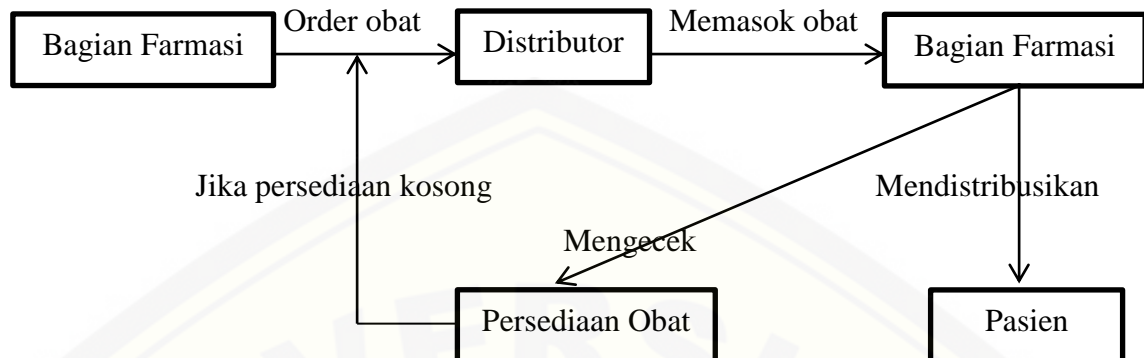 Order obat
Memasok obat
Bagian Farmasi
Distributor
Bagian Farmasi
Jika persediaan kosong
Mendistribusikan
Mengecek
Persediaan Obat
Pasien